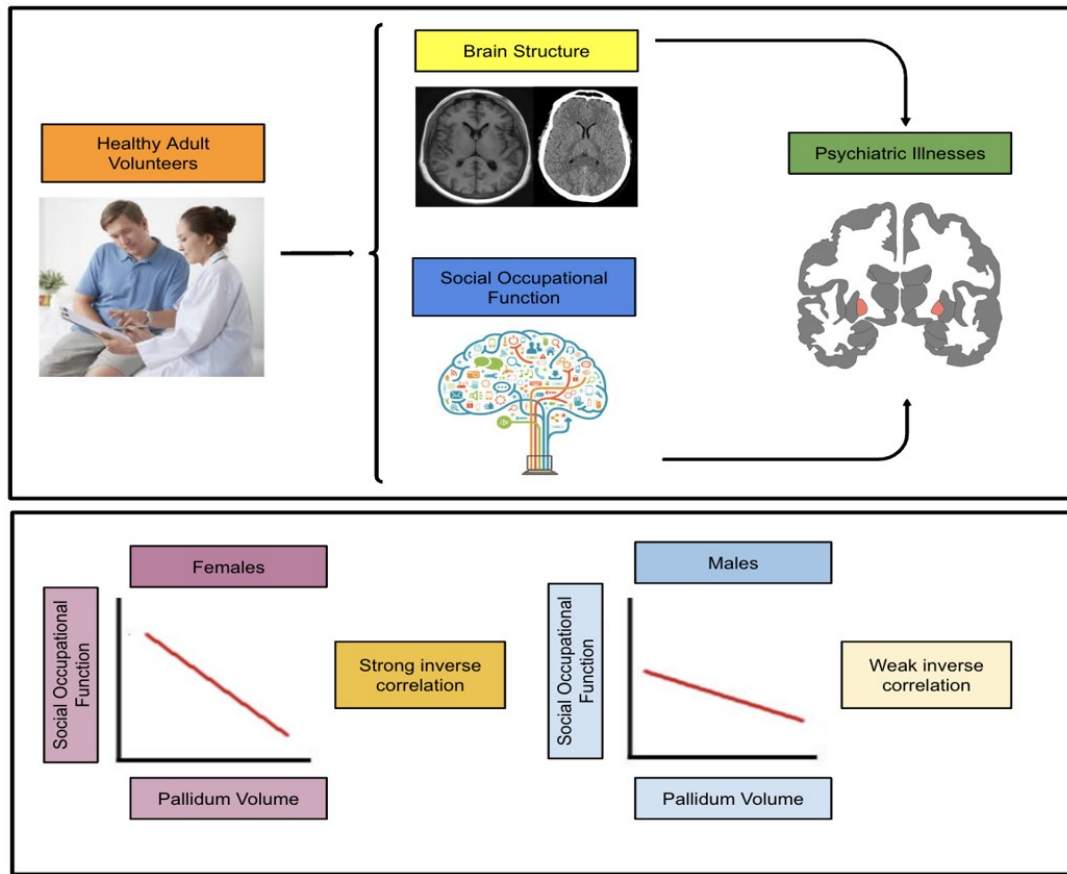 Brain Structure
Healthy Adult
Volunteers
Psychiatric Illnesses
Social Occupational
Function
Females
Males
Social Occupational
Function
Strong inverse
correlation
Social Occupational
Function
Weak inverse
correlation
Pallidum Volume
Pallidum Volume